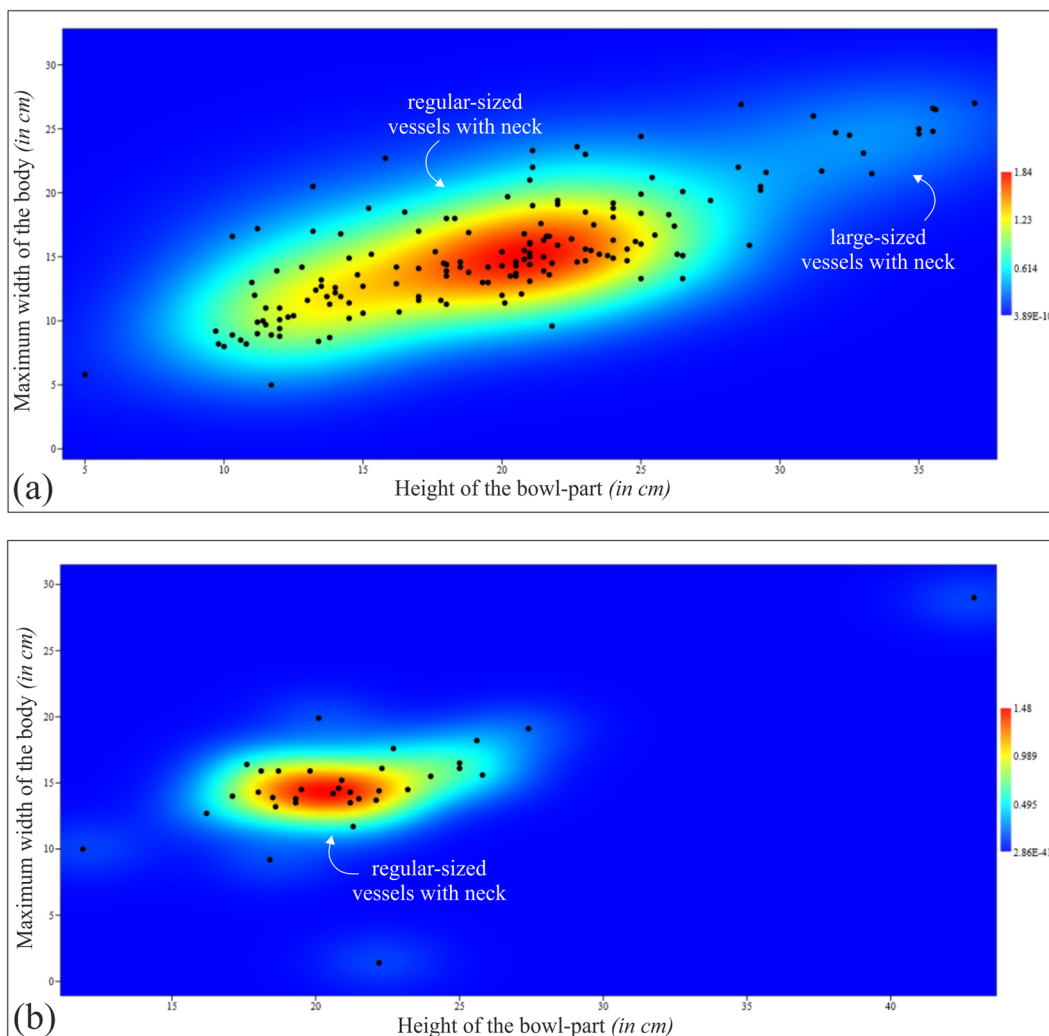 Maximum width of the body (in cm)
30
25
20
15
10
5
0
regular-sized
vessels with neck
large-sized
vessels with neck
1.84
1.23
0.614
3.89E-10
5
10
15
20
25
30
35
Height of the bowl-part (in cm)
(a)
Maximum width of the body (in cm)
30
25
20
15
10
5
0
regular-sized
vessels with neck
1.48
0.989
0.495
2.86E-41
15
20
25
30
35
40
Height of the bowl-part (in cm)
(b)